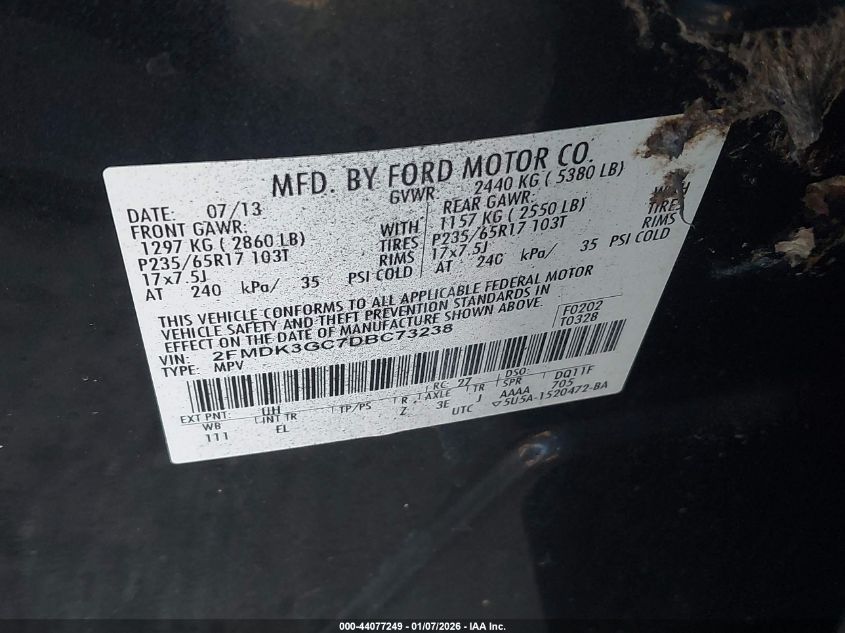 MFD. BY FORD MOTOR CO.
DATE: 07/13 GVWR: 2440 KG ( 5380 LB)
FRONT GAWR: REAR GAWR:
1297 KG ( 2860 LB) WITH 1157 KG ( 2550 LB) WITH
P235/65R17 103T TIRES P235/65R17 103T TIRES
17x7.5J RIMS 17x7.5J RIMS
AT 240 kPa/ 35 PSI COLD AT 240 kPa/ 35 PSI COLD
THIS VEHICLE CONFORMS TO ALL APPLICABLE FEDERAL MOTOR
VEHICLE SAFETY AND THEFT PREVENTION STANDARDS IN
EFFECT ON THE DATE OF MANUFACTURE SHOWN ABOVE.
F0202
T0328
VIN: 2FMDK3GC7DBC73238
TYPE: MPV
EXT PNT: UH RC: 27 DSO: DQ11F
WB INT TR TP/PS R AXLE TR SPR 705
111 EL Z 3E J AAAA
UTC ▽5U5A-1520472-BA
000-44077249 - 01/07/2026 - IAA Inc.